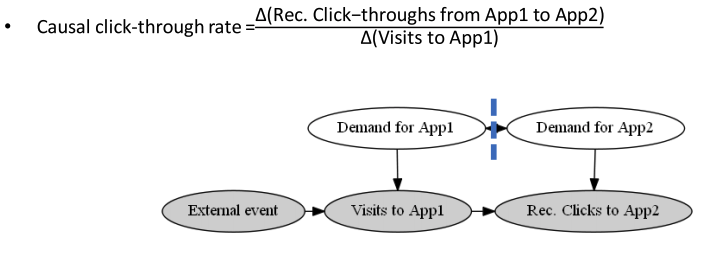 • Causal click-through rate = Δ(Rec. Click−throughs from App1 to App2)
Δ(Visits to App1)
Demand for App1 Demand for App2
External event Visits to App1 Rec. Clicks to App2